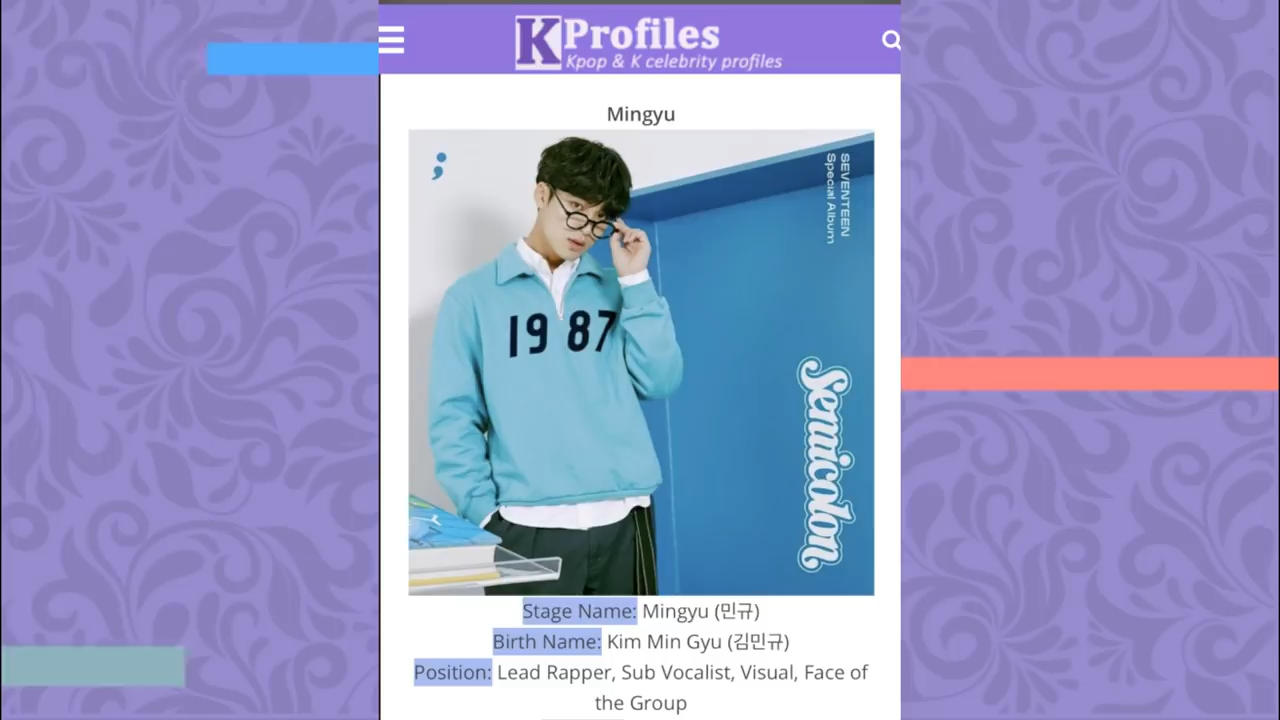 KProfiles
Kpop & K celebrity profiles
Mingyu
;
SEVENTEEN
Special Album
19 87
Semicolon
Stage Name: Mingyu (민규)
Birth Name: Kim Min Gyu (김민규)
Position: Lead Rapper, Sub Vocalist, Visual, Face of
the Group